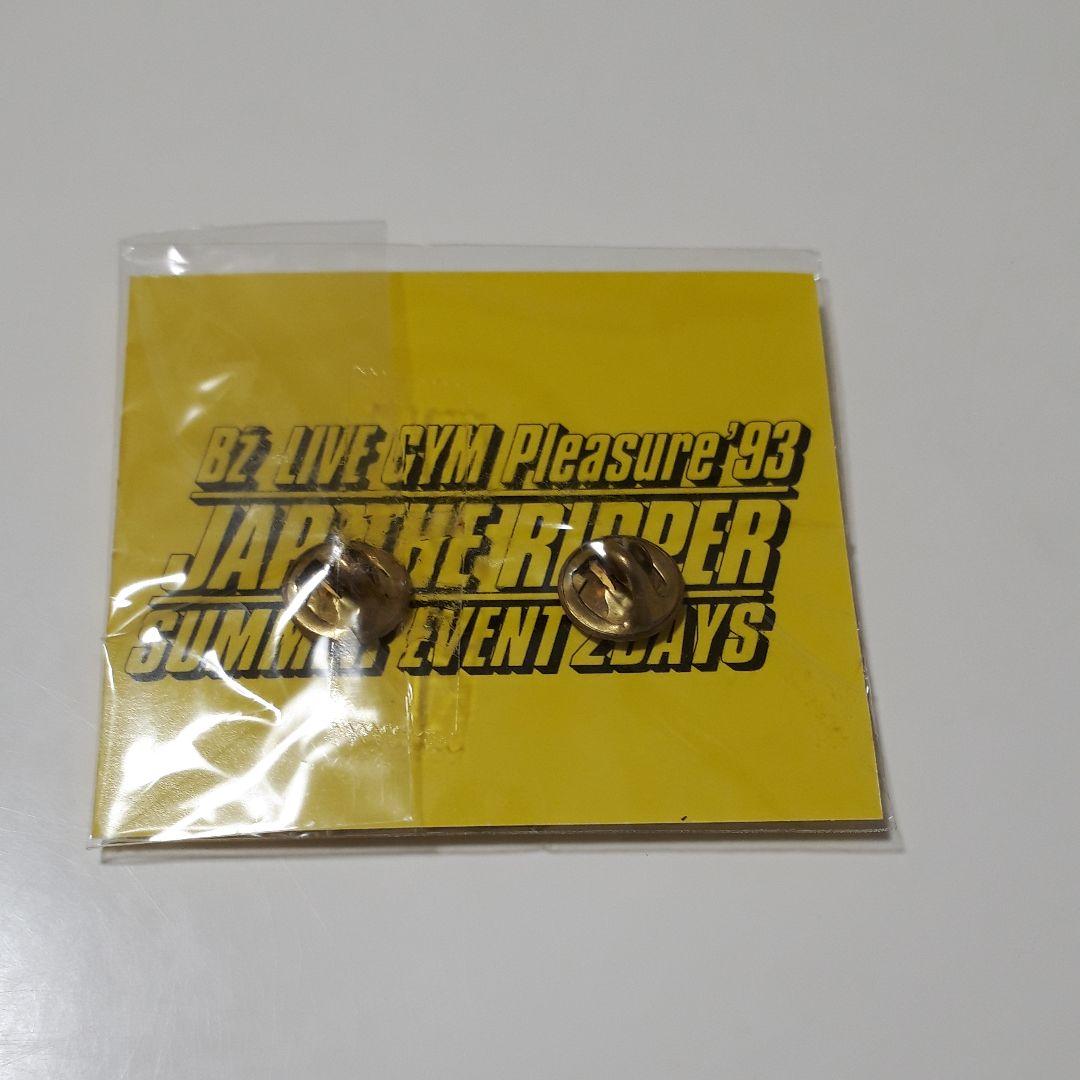 B'z LIVE GYM Pleasure'93
JAP THE RIPPER
SUMMER EVENT 2DAYS